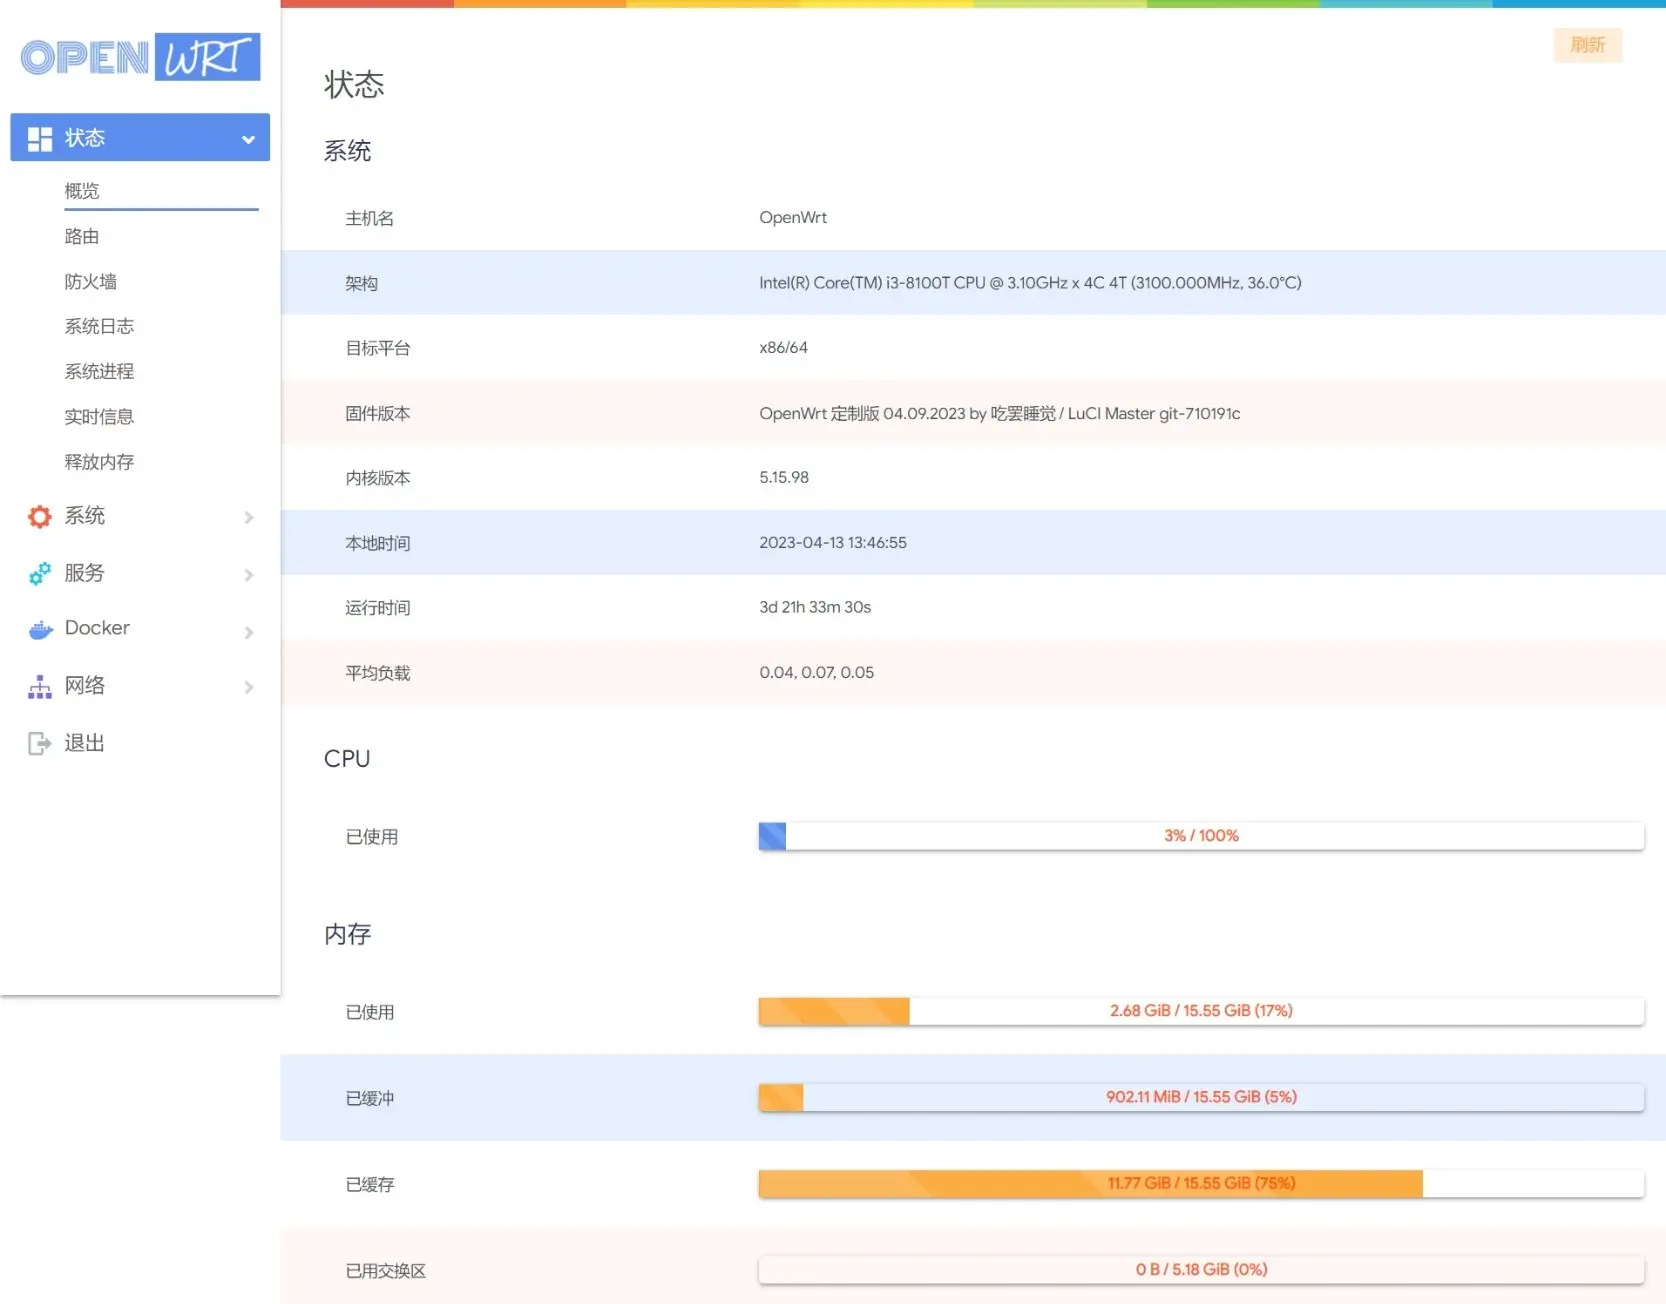 OPENWRT
状态
概览
路由
防火墙
系统日志
系统进程
实时信息
释放内存
系统
服务
Docker
网络
退出
刷新
状态
系统
主机名 OpenWrt
架构 Intel(R) Core(TM) i3-8100T CPU @ 3.10GHz x 4C 4T (3100.000MHz, 36.0°C)
目标平台 x86/64
固件版本 OpenWrt 定制版 04.09.2023 by 吃罢睡觉 / LuCI Master git-710191c
内核版本 5.15.98
本地时间 2023-04-13 13:46:55
运行时间 3d 21h 33m 30s
平均负载 0.04, 0.07, 0.05
CPU
已使用 3% / 100%
内存
已使用 2.68 GiB / 15.55 GiB (17%)
已缓冲 902.11 MiB / 15.55 GiB (5%)
已缓存 11.77 GiB / 15.55 GiB (75%)
已用交换区 0 B / 5.18 GiB (0%)